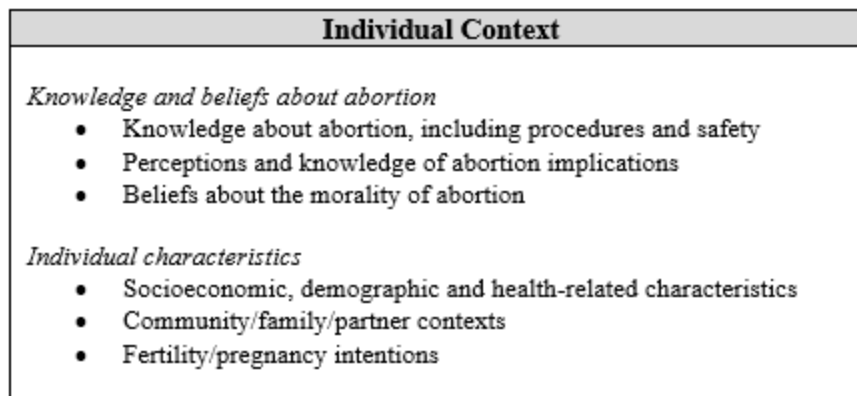 Individual Context
Knowledge and beliefs about abortion
• Knowledge about abortion, including procedures and safety
• Perceptions and knowledge of abortion implications
• Beliefs about the morality of abortion
Individual characteristics
• Socioeconomic, demographic and health-related characteristics
• Community/family/partner contexts
• Fertility/pregnancy intentions